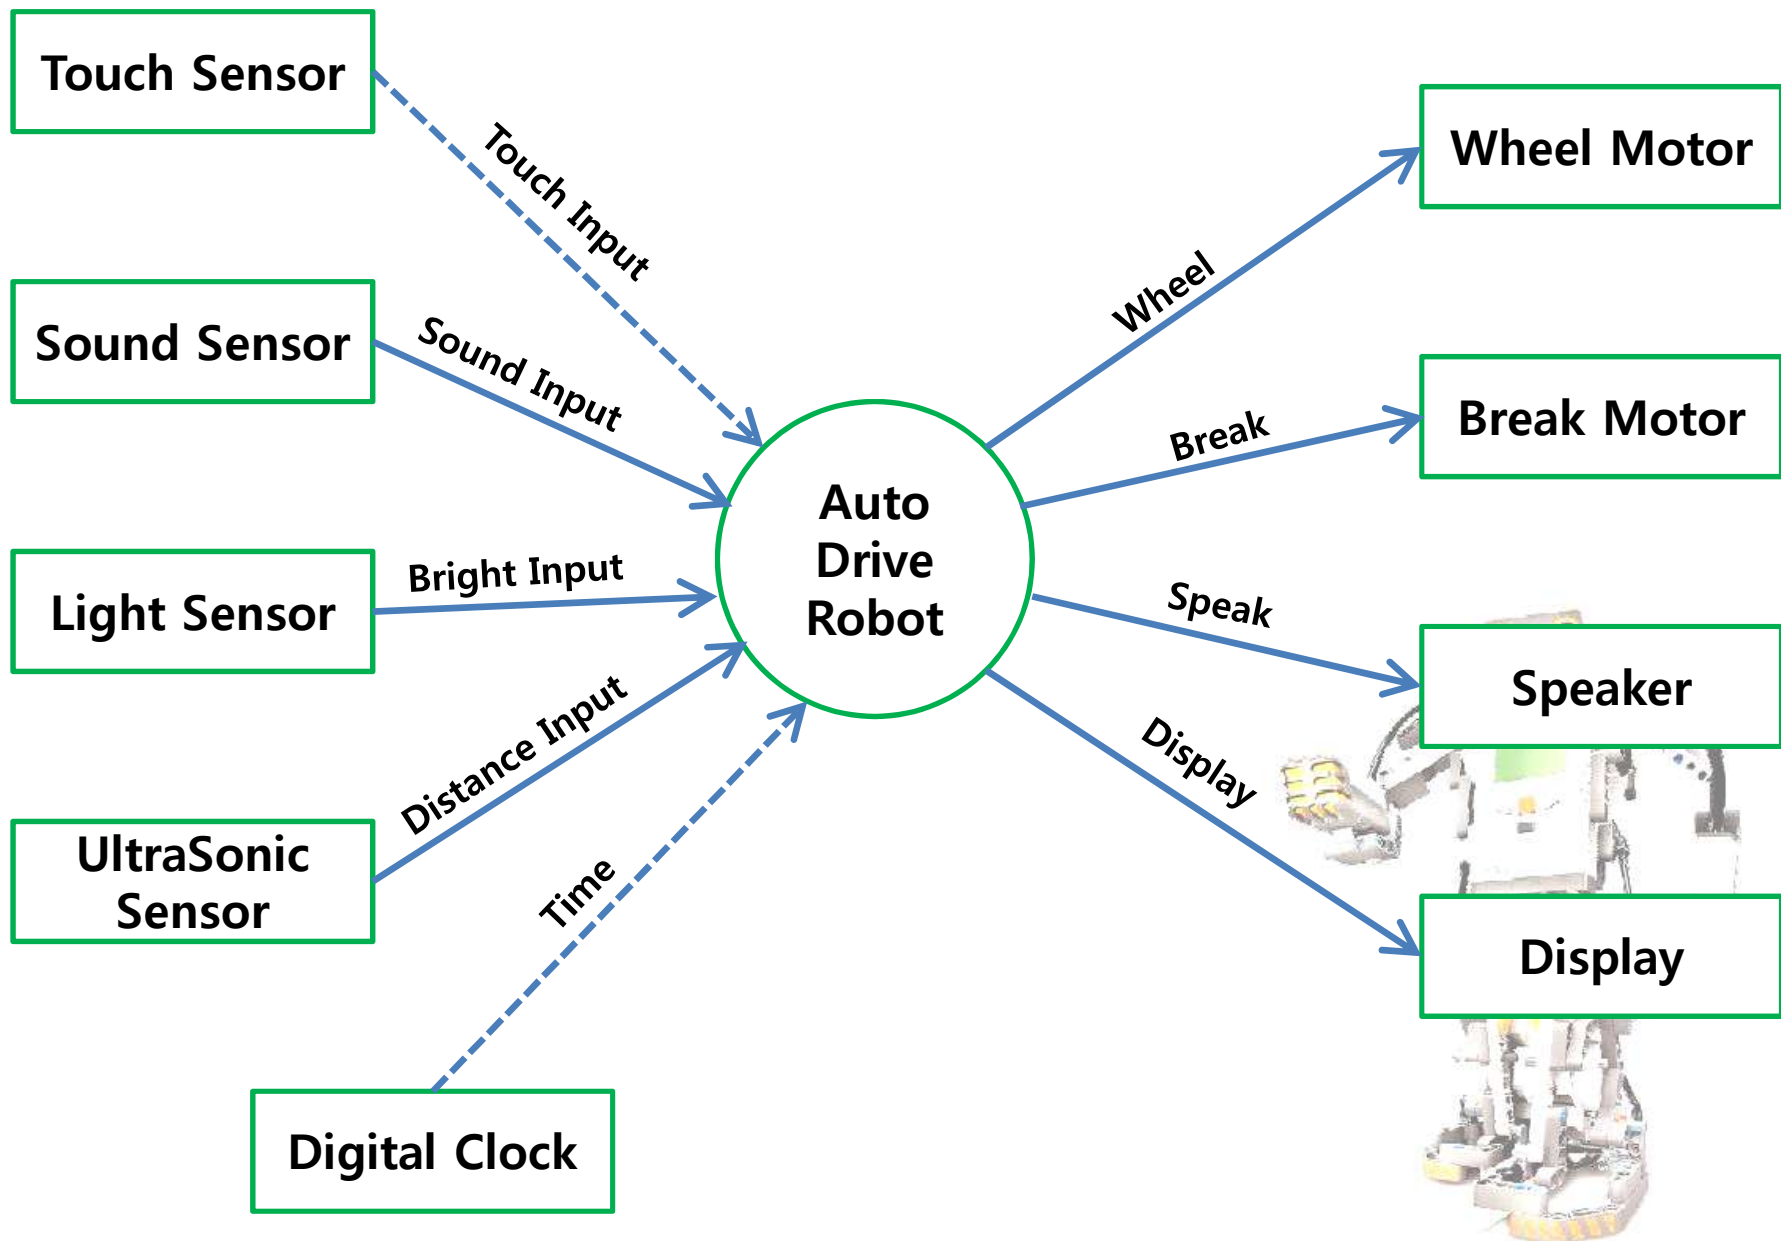 Touch Sensor
Touch Input
Sound Sensor
Sound Input
Light Sensor
Bright Input
UltraSonic
Sensor
Distance Input
Digital Clock
Time
Auto
Drive
Robot
Wheel
Wheel Motor
Break
Break Motor
Speak
Speaker
Display
Display